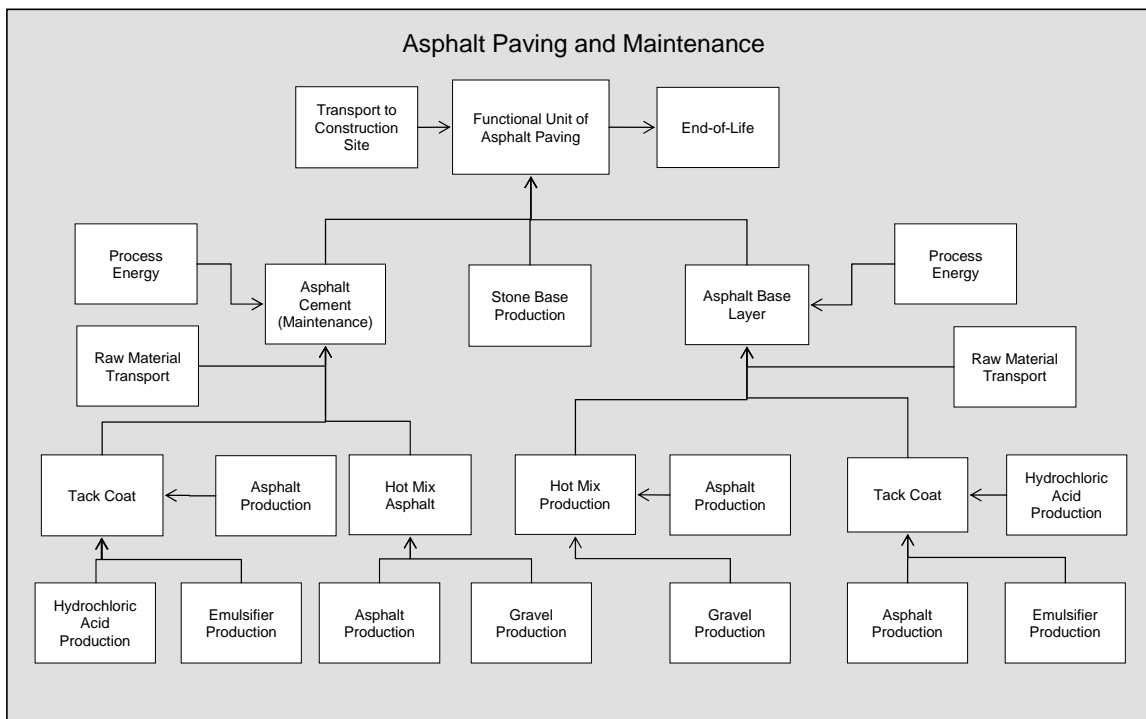 Asphalt Paving and Maintenance
Transport to
Construction
Site
Functional Unit of
Asphalt Paving
End-of-Life
Process
Energy
Asphalt
Cement
(Maintenance)
Stone Base
Production
Asphalt Base
Layer
Process
Energy
Raw Material
Transport
Raw Material
Transport
Tack Coat
Asphalt
Production
Hot Mix
Asphalt
Hot Mix
Production
Asphalt
Production
Tack Coat
Hydrochloric
Acid
Production
Hydrochloric
Acid
Production
Emulsifier
Production
Asphalt
Production
Gravel
Production
Gravel
Production
Asphalt
Production
Emulsifier
Production